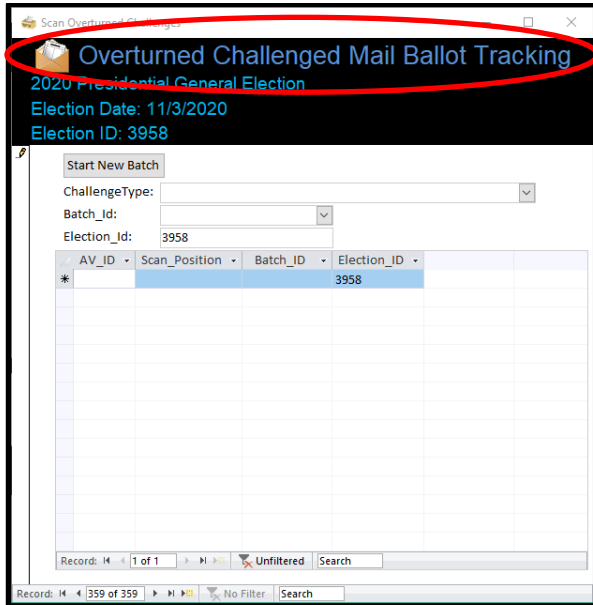 Scan Overturned Challenges
Overturned Challenged Mail Ballot Tracking
2020 Presidential General Election
Election Date: 11/3/2020
Election ID: 3958
Start New Batch
ChallengeType:
Batch_Id:
Election_Id: 3958
AV_ID Scan_Position Batch_ID Election_ID
* 3958
Record: 1 of 1 Unfiltered Search
Record: 359 of 359 No Filter Search